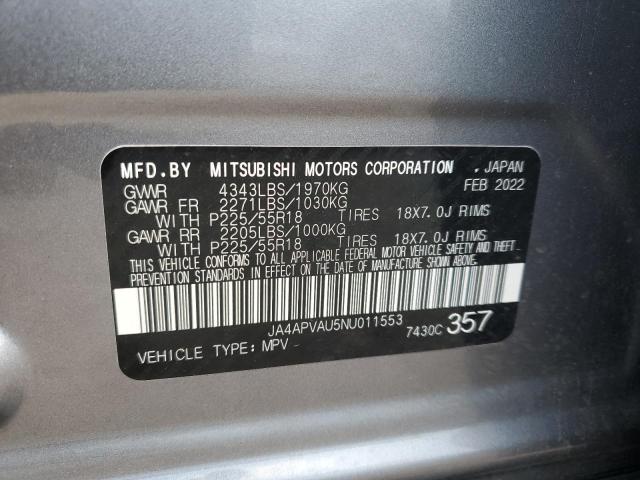 MFD.BY MITSUBISHI MOTORS CORPORATION . JAPAN
GVWR 4343LBS/1970KG FEB 2022
GAWR FR 2271LBS/1030KG
WITH P225/55R18 TIRES 18X7.0J RIMS
GAWR RR 2205LBS/1000KG
WITH P225/55R18 TIRES 18X7.0J RIMS
THIS VEHICLE CONFORMS TO ALL APPLICABLE FEDERAL MOTOR VEHICLE SAFETY AND THEFT
PREVENTION STANDARDS IN EFFECT ON THE DATE OF MANUFACTURE SHOWN ABOVE.
JA4APVAU5NU011553
7430C 357
VEHICLE TYPE: MPV -